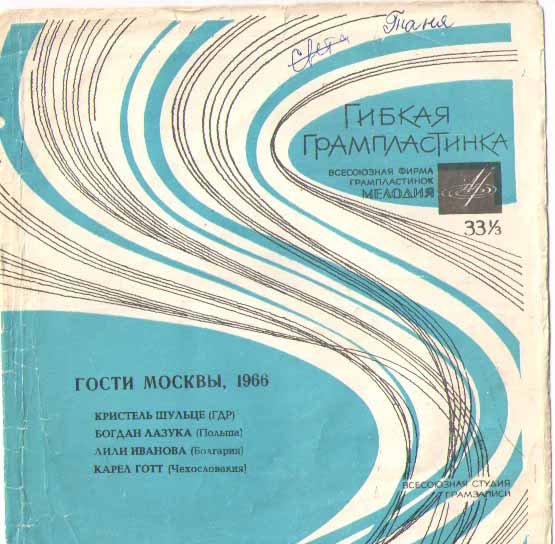 Таня
Света
ГИБКАЯ
ГРАМПЛАСТИНКА
ВСЕСОЮЗНАЯ ФИРМА
ГРАМПЛАСТИНОК
МЕЛОДИЯ
33⅓
ГОСТИ МОСКВЫ, 1966
КРИСТЕЛЬ ШУЛЬЦЕ (ГДР)
БОГДАН ЛАЗУКА (Польша)
ЛИЛИ ИВАНОВА (Болгария)
КАРЕЛ ГОТТ (Чехословакия)
ВСЕСОЮЗНАЯ СТУДИЯ
ГРАМЗАПИСИ